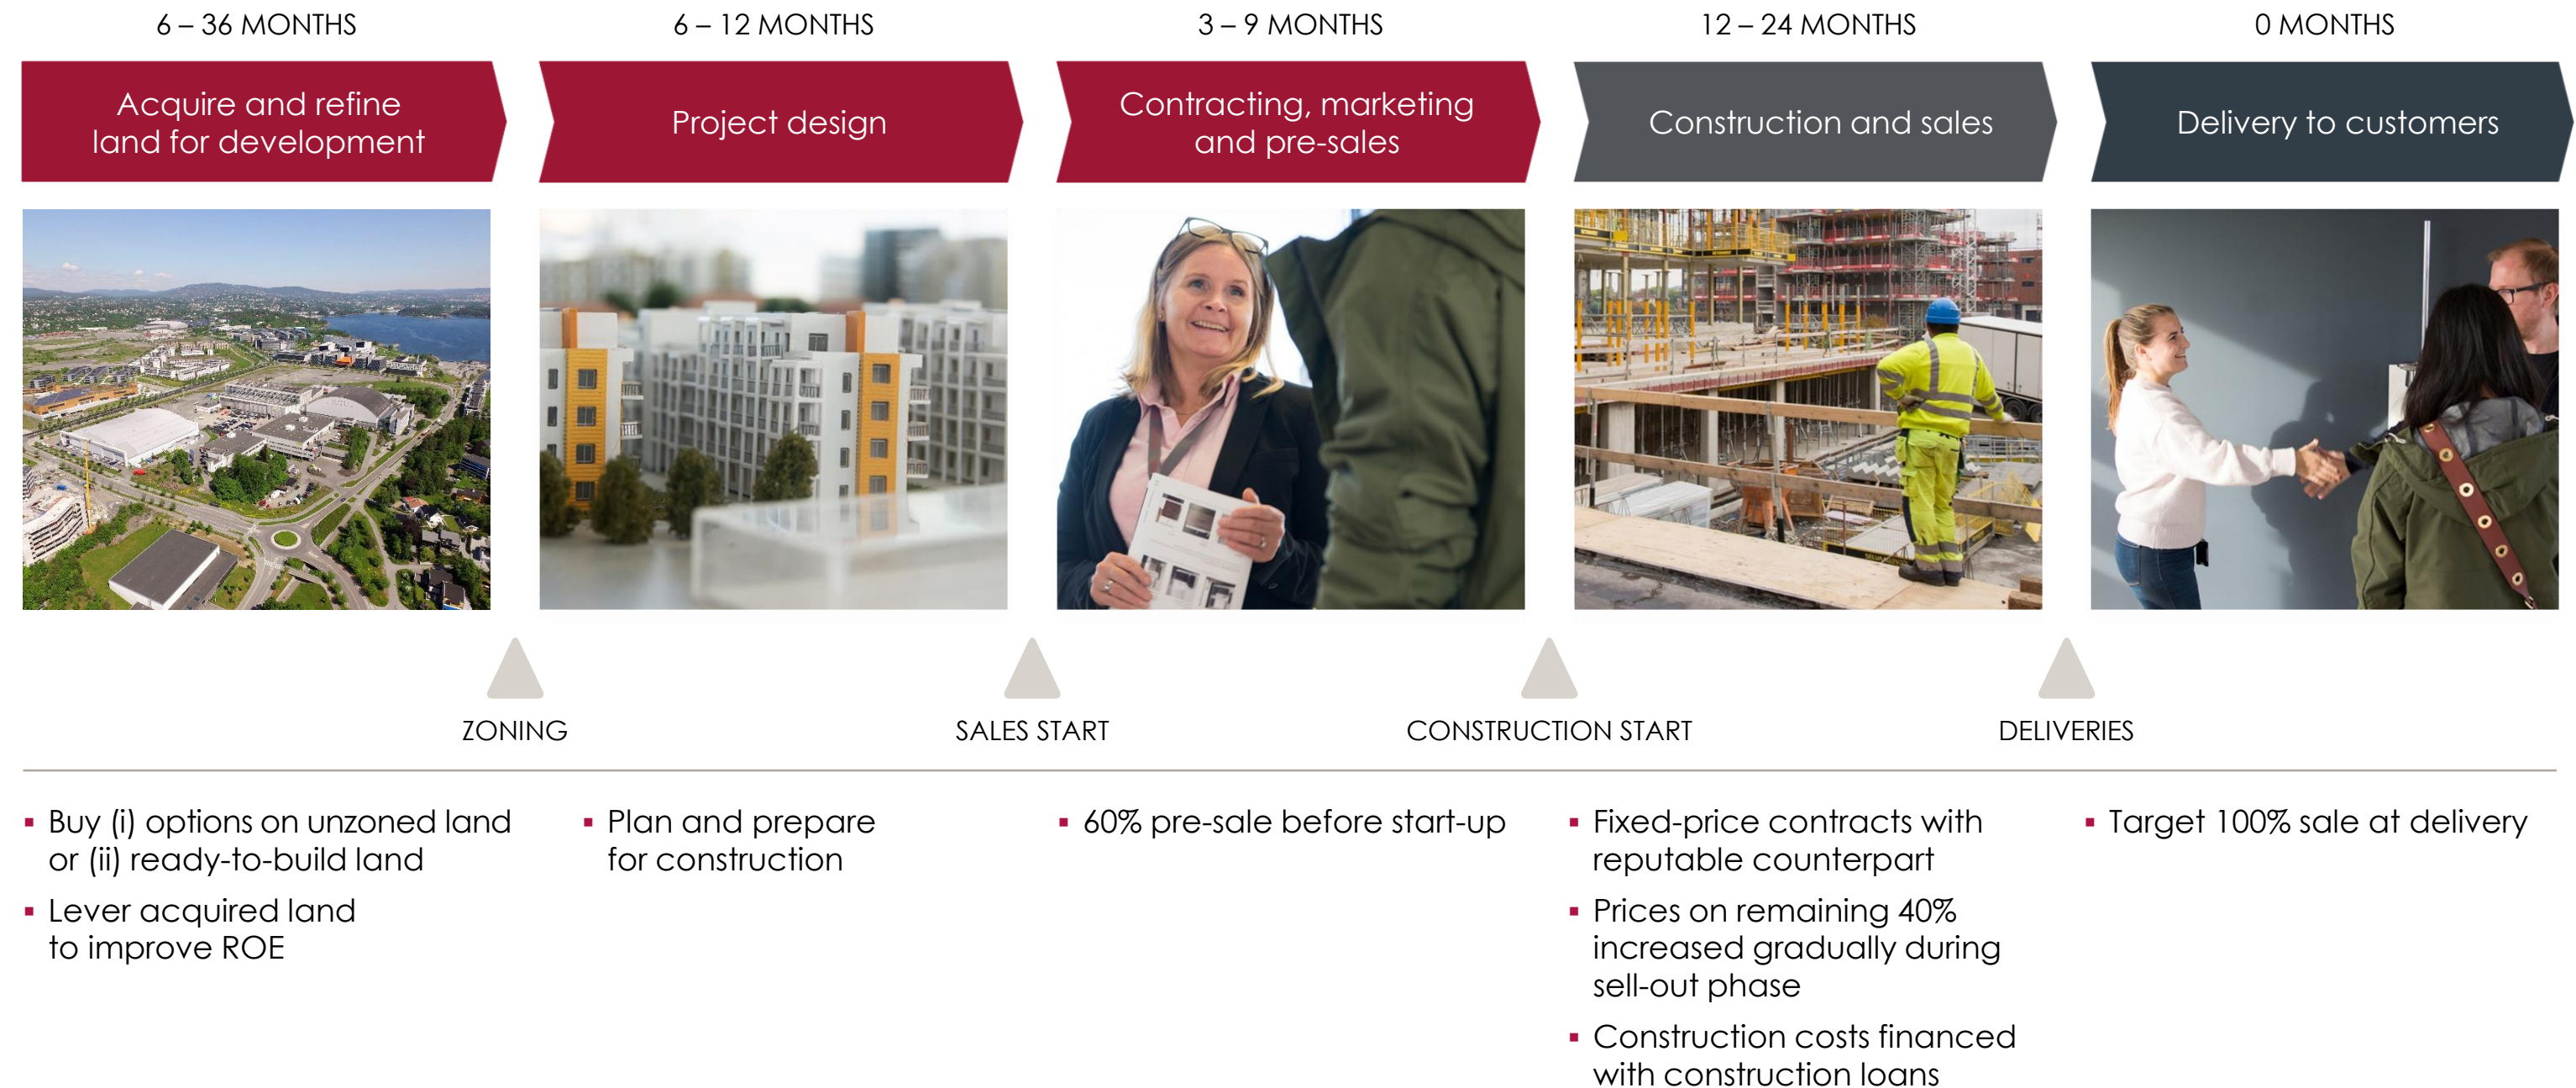 6 – 36 MONTHS
6 – 12 MONTHS
3 – 9 MONTHS
12 – 24 MONTHS
0 MONTHS
Acquire and refine
land for development
Project design
Contracting, marketing
and pre-sales
Construction and sales
Delivery to customers
ZONING
SALES START
CONSTRUCTION START
DELIVERIES
▪ Buy (i) options on unzoned land
or (ii) ready-to-build land
▪ Lever acquired land
to improve ROE
▪ Plan and prepare
for construction
▪ 60% pre-sale before start-up
▪ Fixed-price contracts with
reputable counterpart
▪ Prices on remaining 40%
increased gradually during
sell-out phase
▪ Construction costs financed
with construction loans
▪ Target 100% sale at delivery